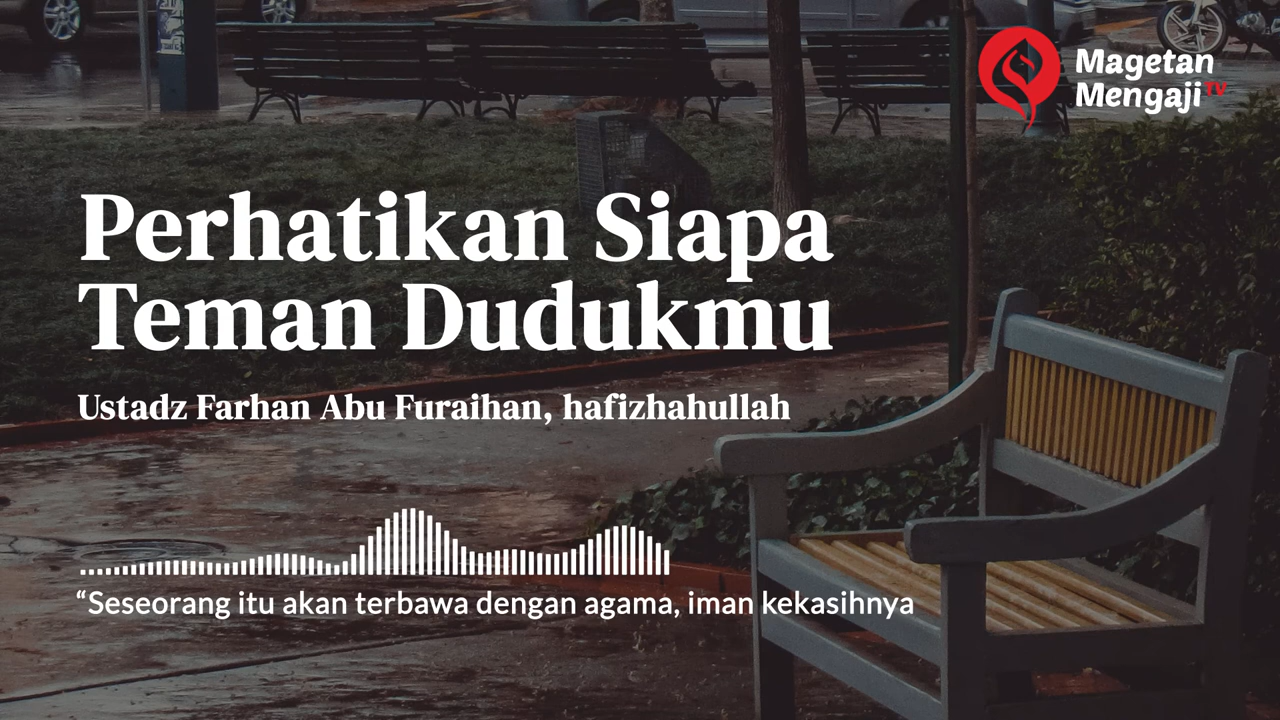 Magetan
Mengaji TV
Perhatikan Siapa
Teman Dudukmu
Ustadz Farhan Abu Furaihan, hafizhahullah
“Seseorang itu akan terbawa dengan agama, iman kekasihnya